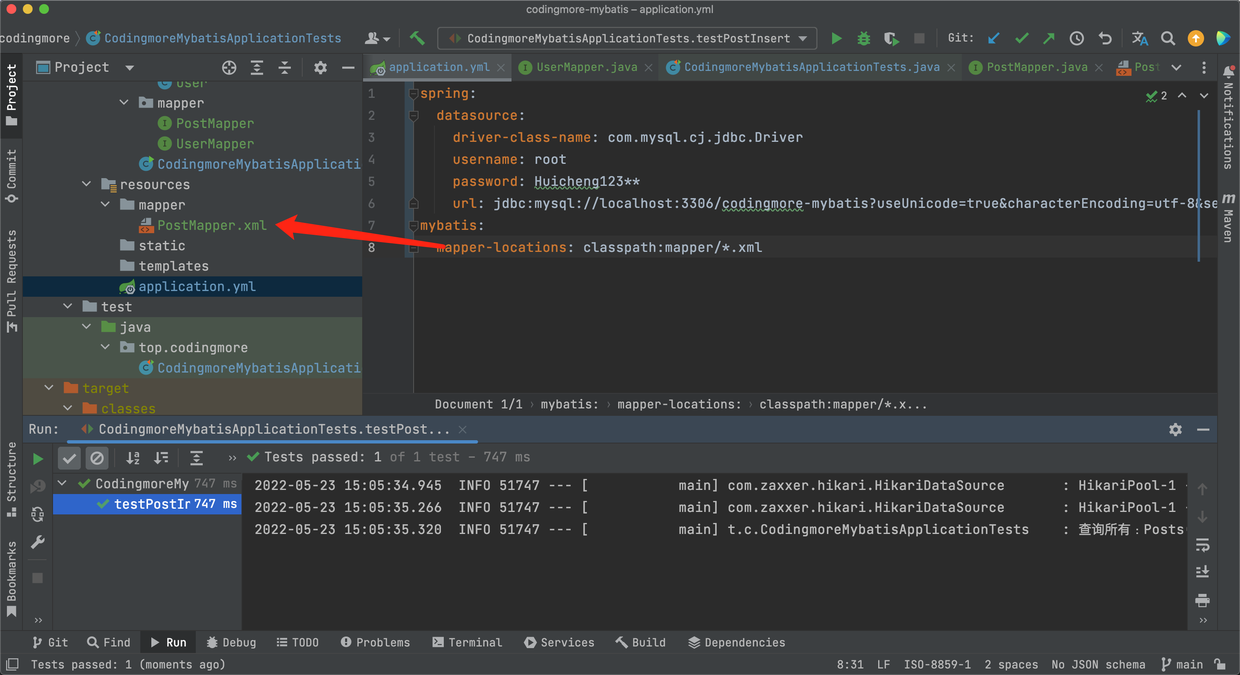 codingmore-mybatis – application.yml
codingmore
CodingmoreMybatisApplicationTests
CodingmoreMybatisApplicationTests.testPostInsert
Git:
Project
application.yml
UserMapper.java
CodingmoreMybatisApplicationTests.java
PostMapper.java
Post
Project
Commit
Pull Requests
Structure
Bookmarks
User
mapper
PostMapper
UserMapper
CodingmoreMybatisApplicati
resources
mapper
PostMapper.xml
static
templates
application.yml
test
java
top.codingmore
CodingmoreMybatisApplicati
target
classes
1 spring:
2 datasource:
3 driver-class-name: com.mysql.cj.jdbc.Driver
4 username: root
5 password: Huicheng123**
6 url: jdbc:mysql://localhost:3306/codingmore-mybatis?useUnicode=true&characterEncoding=utf-8&se
7 mybatis:
8 mapper-locations: classpath:mapper/*.xml
2
Notifications
Maven
Document 1/1 mybatis: mapper-locations: classpath:mapper/*.x...
Run: CodingmoreMybatisApplicationTests.testPost...
Tests passed: 1 of 1 test – 747 ms
CodingmoreMy 747 ms
testPostIr 747 ms
2022-05-23 15:05:34.945 INFO 51747 --- [ main] com.zaxxer.hikari.HikariDataSource : HikariPool-1
2022-05-23 15:05:35.266 INFO 51747 --- [ main] com.zaxxer.hikari.HikariDataSource : HikariPool-1
2022-05-23 15:05:35.320 INFO 51747 --- [ main] t.c.CodingmoreMybatisApplicationTests : 查询所有：Posts
Git Find Run Debug TODO Problems Terminal Services Build Dependencies
Tests passed: 1 (moments ago)
8:31 LF ISO-8859-1 2 spaces No JSON schema main